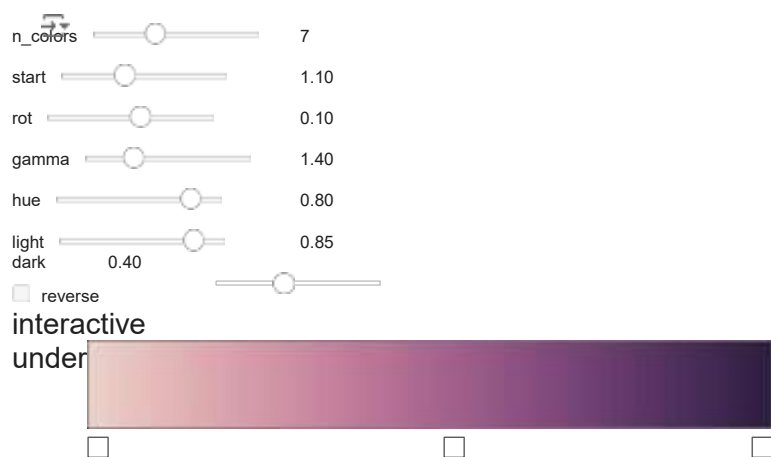 n_colors 7
start 1.10
rot 0.10
gamma 1.40
hue 0.80
light 0.85
dark 0.40
reverse
interactive
under